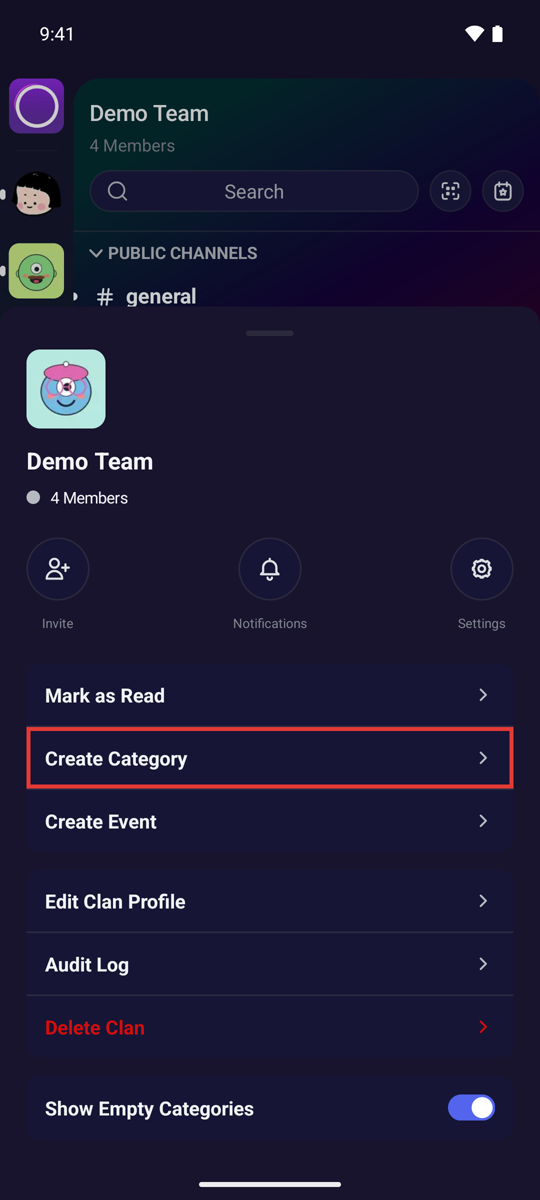 9:41
Demo Team
4 Members
Search
PUBLIC CHANNELS
# general
Demo Team
4 Members
Invite
Notifications
Settings
Mark as Read
Create Category
Create Event
Edit Clan Profile
Audit Log
Delete Clan
Show Empty Categories